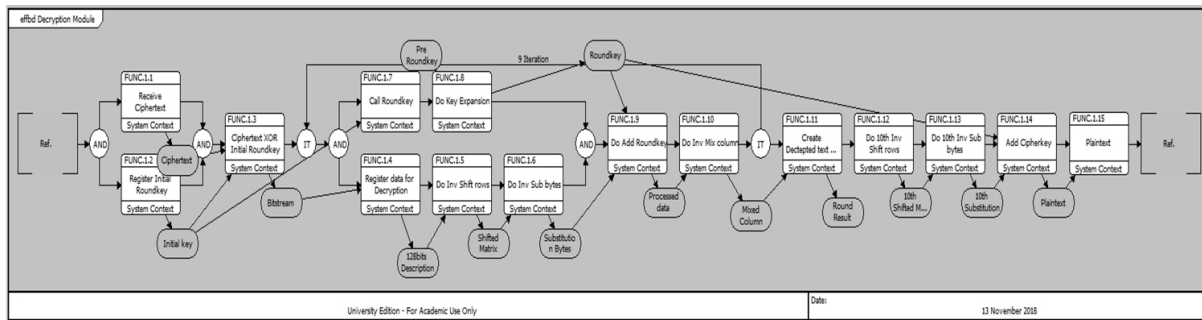 effbd Decryption Module
Pre
Roundkey
9 Iteration
Roundkey
FUNC.1.1
Receive
Ciphertext
System Context
FUNC.1.2
Register Initial
Roundkey
System Context
Ref.
AND
Ciphertext
AND
Initial key
FUNC.1.3
Ciphertext XOR
Initial Roundkey
System Context
Bitstream
IT
AND
FUNC.1.7
Call Roundkey
System Context
FUNC.1.8
Do Key Expansion
System Context
FUNC.1.4
Register data for
Decryption
System Context
128bits
Description
FUNC.1.5
Do Inv Shift rows
System Context
Shifted
Matrix
FUNC.1.6
Do Inv Sub bytes
System Context
Substitutio
n Bytes
AND
FUNC.1.9
Do Add Roundkey
System Context
Processed
data
FUNC.1.10
Do Inv Mix column
System Context
Mixed
Column
IT
FUNC.1.11
Create
Dectepted text ...
System Context
Round
Result
FUNC.1.12
Do 10th Inv
Shift rows
System Context
10th
Shifted M...
FUNC.1.13
Do 10th Inv Sub
bytes
System Context
10th
Substitution
FUNC.1.14
Add Cipherkey
System Context
Plaintext
FUNC.1.15
Plaintext
System Context
Ref.
University Edition - For Academic Use Only
Date:
13 November 2018